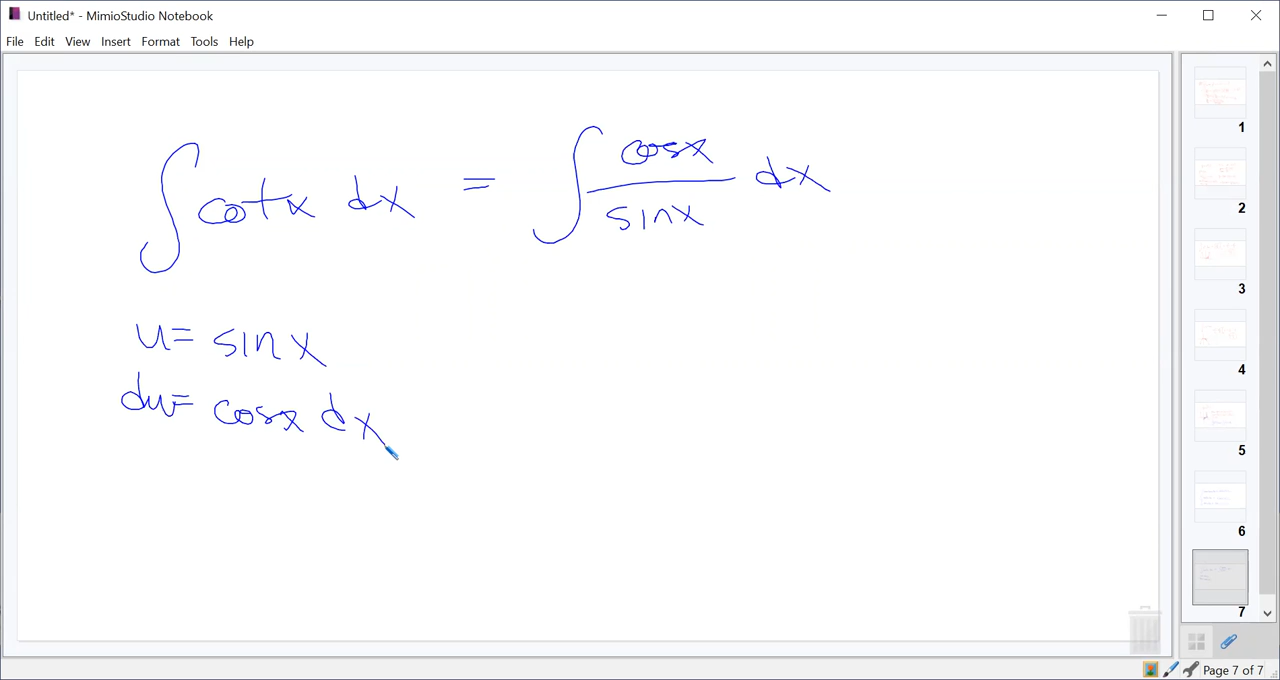 Untitled* - MimioStudio Notebook
File Edit View Insert Format Tools Help
∫ cot x dx = ∫ cosx/sinx dx
u = sin x
du = cosx dx
1
2
3
4
5
6
7
Page 7 of 7